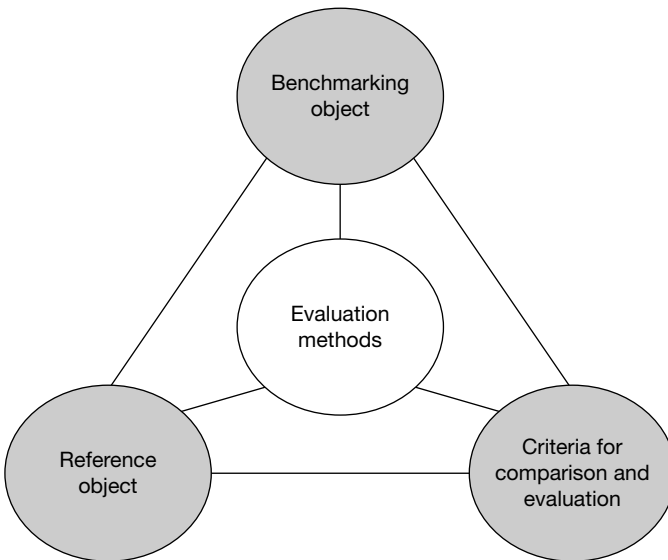 Benchmarking
object
Evaluation
methods
Reference
object
Criteria for
comparison and
evaluation